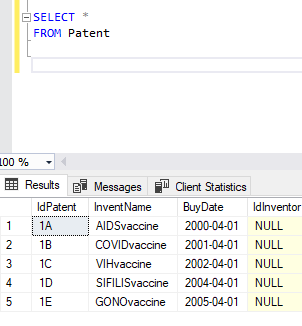 SELECT *
FROM Patent
100 %
Results Messages Client Statistics
IdPatent InventName BuyDate IdInventor
1 1A AIDSvaccine 2000-04-01 NULL
2 1B COVIDvaccine 2001-04-01 NULL
3 1C VIHvaccine 2002-04-01 NULL
4 1D SIFILISvaccine 2004-04-01 NULL
5 1E GONOvaccine 2005-04-01 NULL